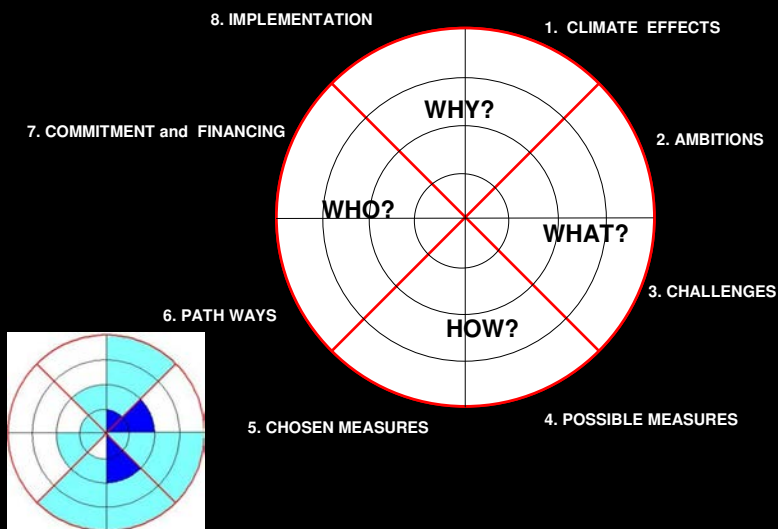 8. IMPLEMENTATION
1. CLIMATE EFFECTS
WHY?
7. COMMITMENT and FINANCING
2. AMBITIONS
WHO?
WHAT?
3. CHALLENGES
6. PATH WAYS
HOW?
5. CHOSEN MEASURES
4. POSSIBLE MEASURES